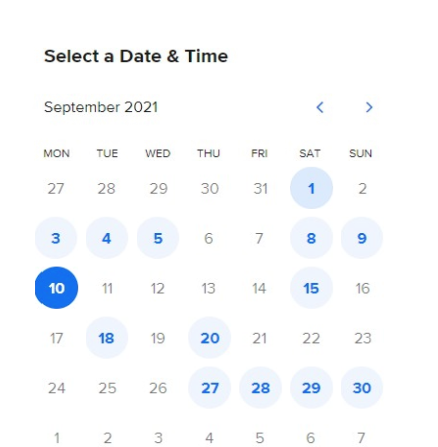 Select a Date & Time
September 2021
MON TUE WED THU FRI SAT SUN
27 28 29 30 31 1 2
3 4 5 6 7 8 9
10 11 12 13 14 15 16
17 18 19 20 21 22 23
24 25 26 27 28 29 30
1 2 3 4 5 6 7